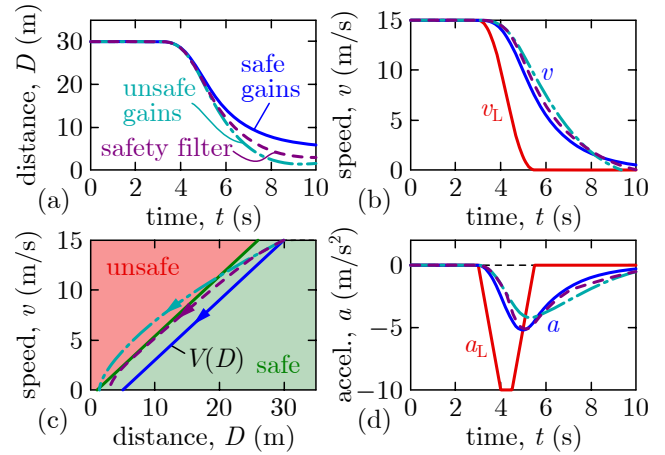 distance, D (m)
30
20
10
0
unsafe
gains
safe
gains
safety filter
0 2 4 6 8 10
(a)
time, t (s)
speed, v (m/s)
15
10
5
0
v_L
v
0 2 4 6 8 10
(b)
time, t (s)
speed, v (m/s)
15
10
5
0
unsafe
V(D)
safe
0 10 20 30
(c)
distance, D (m)
accel., a (m/s²)
0
−5
−10
a_L
a
0 2 4 6 8 10
(d)
time, t (s)